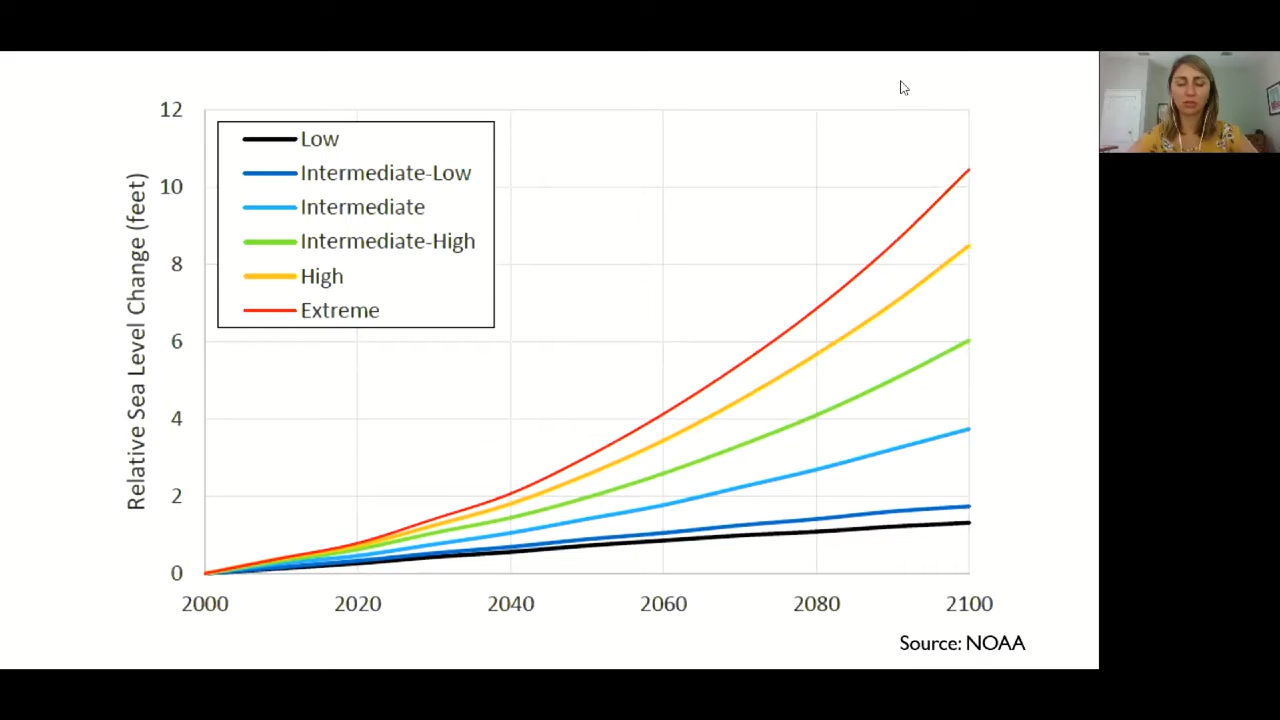 Relative Sea Level Change (feet)
12
10
8
6
4
2
0
Low
Intermediate-Low
Intermediate
Intermediate-High
High
Extreme
2000 2020 2040 2060 2080 2100
Source: NOAA